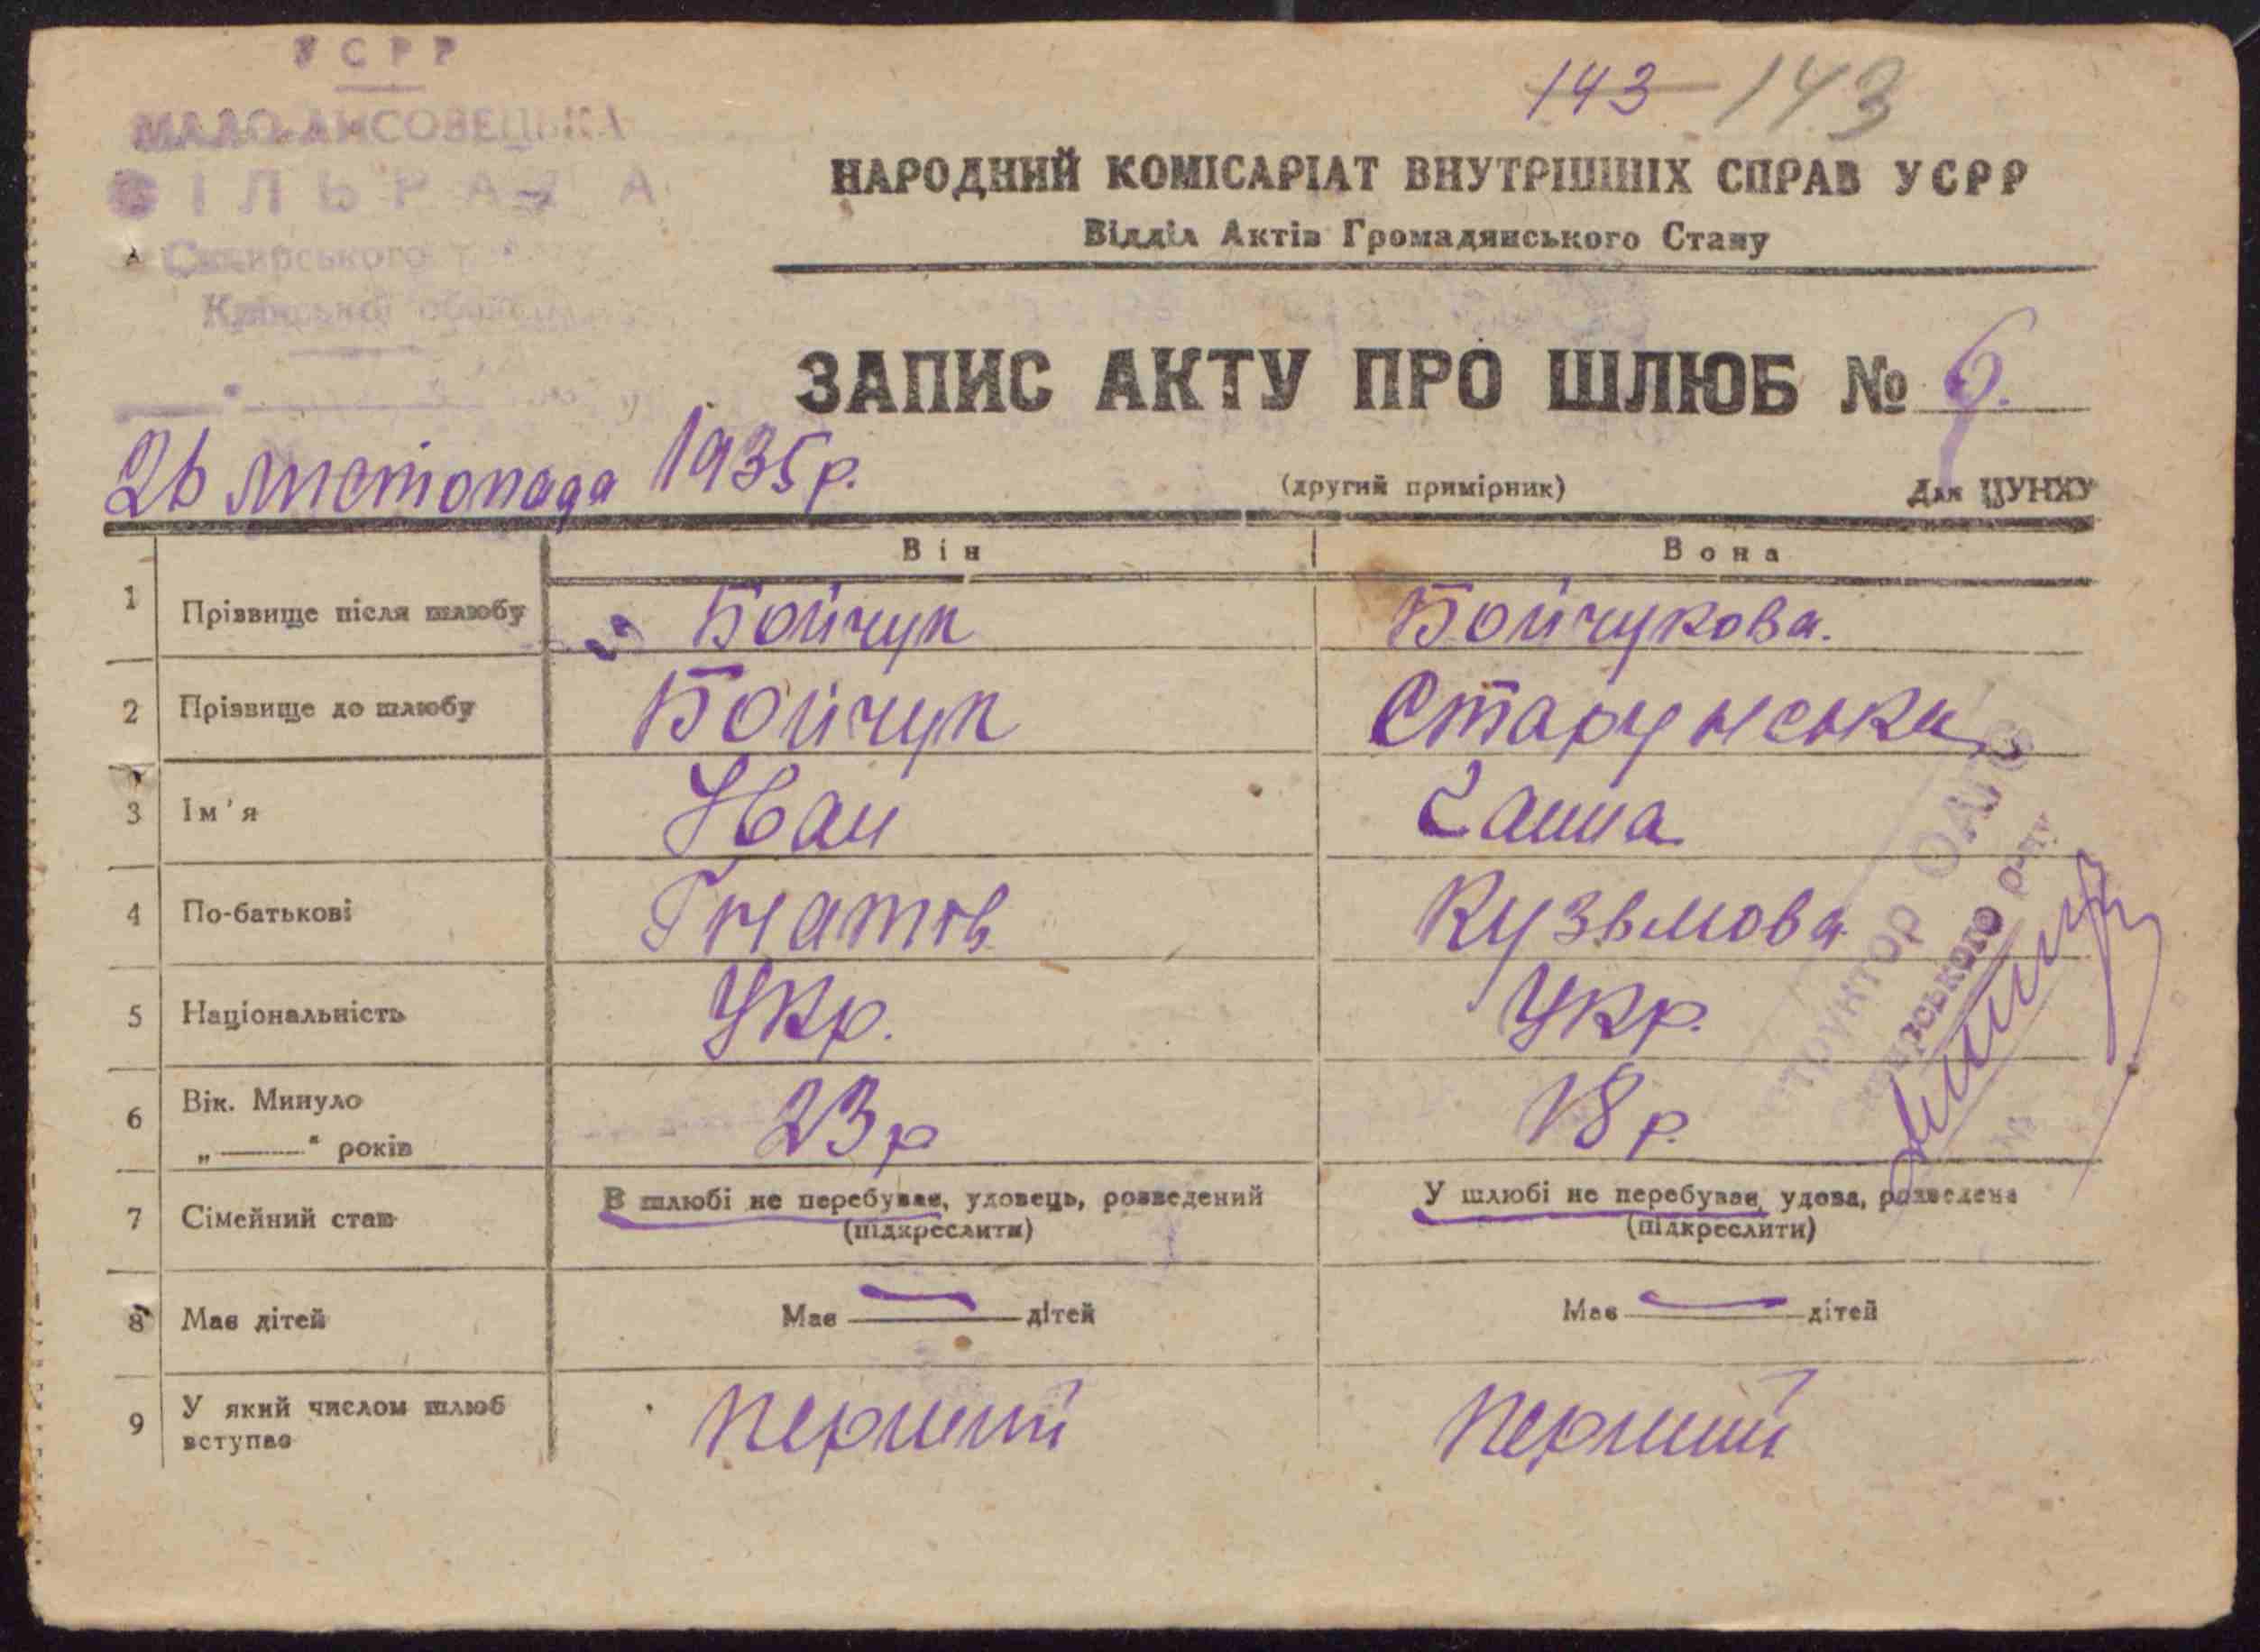 УСРР
МАЛО-ЛИСОВЕЦЬКА
СІЛЬРАДА
Сквирського
Київської області
143 143
НАРОДНИЙ КОМІСАРІАТ ВНУТРІШНІХ СПРАВ УСРР
Відділ Актів Громадянського Стану
ЗАПИС АКТУ ПРО ШЛЮБ № 6.
26 листопада 1935 р.
(другий примірник) Для ЦУНХУ
Він Вона
1 Прізвище після шлюбу Бойчук Бойчукова.
2 Прізвище до шлюбу Бойчук Старунська
3 Ім'я Иван Ганна
4 По-батькові Гнатів Кузьмова
5 Національність Укр. Укр.
6 Вік. Минуло
„———" років 23 р 18 р.
7 Сімейний стан В шлюбі не перебуває, удовець, розведений У шлюбі не перебуває, удова, розведена
(підкреслити) (підкреслити)
8 Має дітей Має — дітей Має — дітей
9 У який числом шлюб вступає перший перший